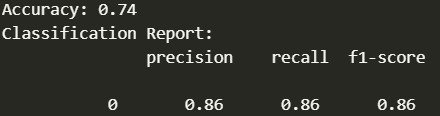 Accuracy: 0.74
Classification Report:
precision recall f1-score
0 0.86 0.86 0.86